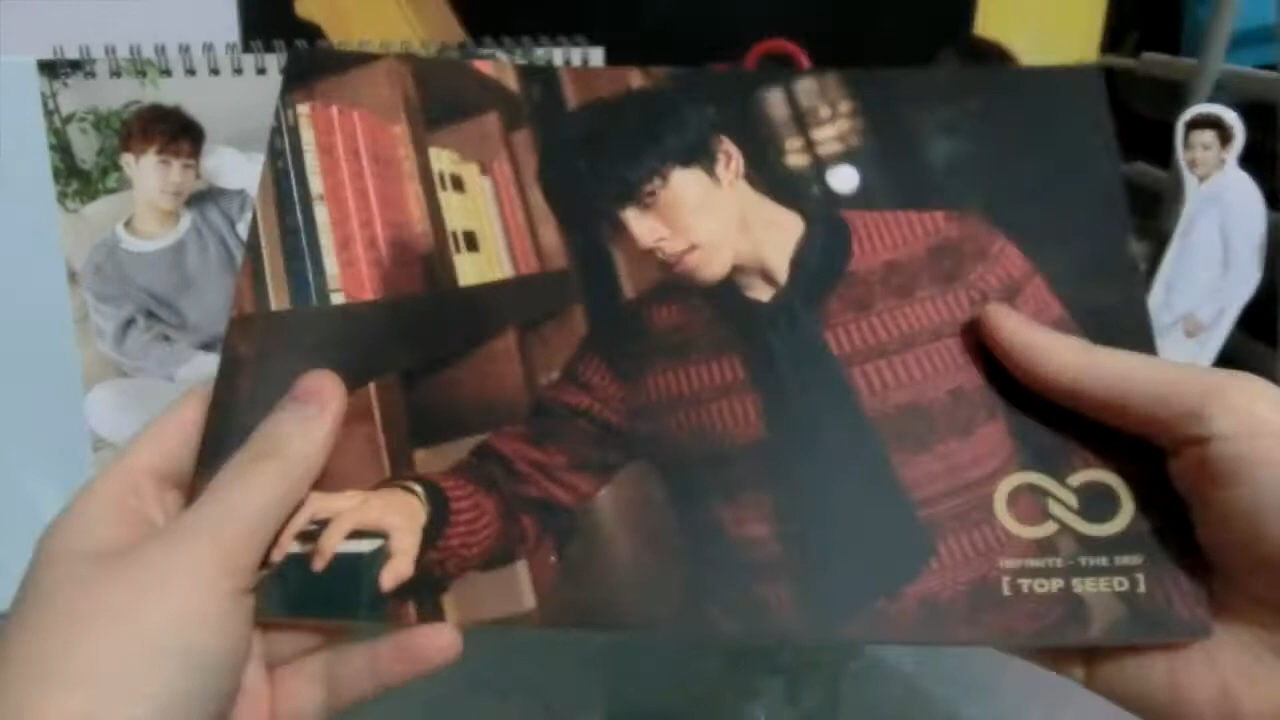 INFINITE - THE 3RD
[ TOP SEED ]